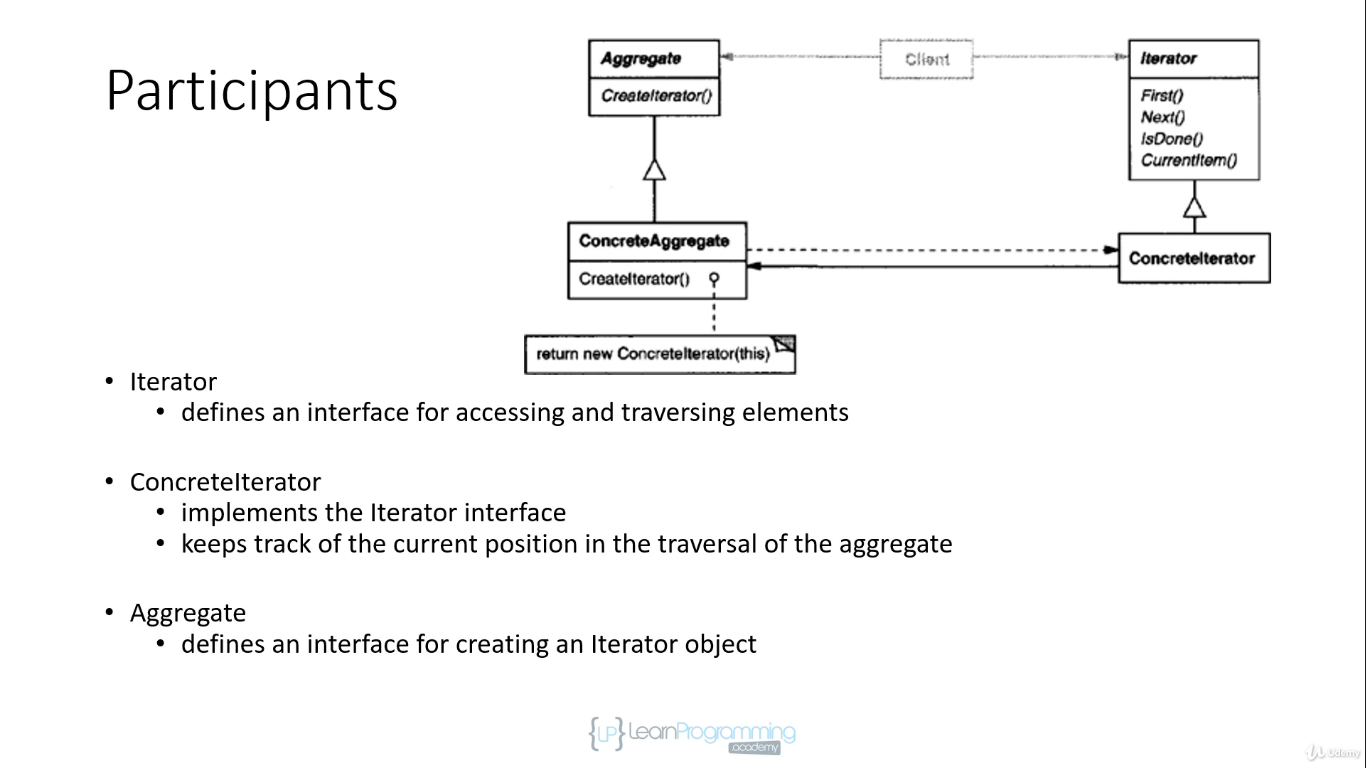 Participants
Aggregate
CreateIterator()
Client
Iterator
First()
Next()
IsDone()
CurrentItem()
ConcreteAggregate
CreateIterator()
ConcreteIterator
return new ConcreteIterator(this)
• Iterator
• defines an interface for accessing and traversing elements
• ConcreteIterator
• implements the Iterator interface
• keeps track of the current position in the traversal of the aggregate
• Aggregate
• defines an interface for creating an Iterator object
{LP} LearnProgramming
.academy
Udemy